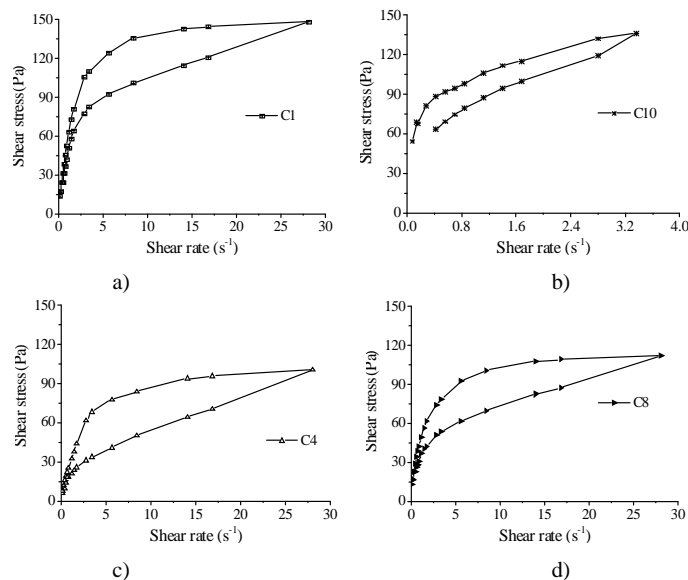 150
120
90
60
30
0
Shear stress (Pa)
C1
0 5 10 15 20 25 30
Shear rate (s⁻¹)
a)
150
120
90
60
30
0
Shear stress (Pa)
C10
0.0 0.8 1.6 2.4 3.2 4.0
Shear rate (s⁻¹)
b)
150
120
90
60
30
0
Shear stress (Pa)
C4
0 5 10 15 20 25 30
Shear rate (s⁻¹)
c)
150
120
90
60
30
0
Shear stress (Pa)
C8
0 5 10 15 20 25 30
Shear rate (s⁻¹)
d)